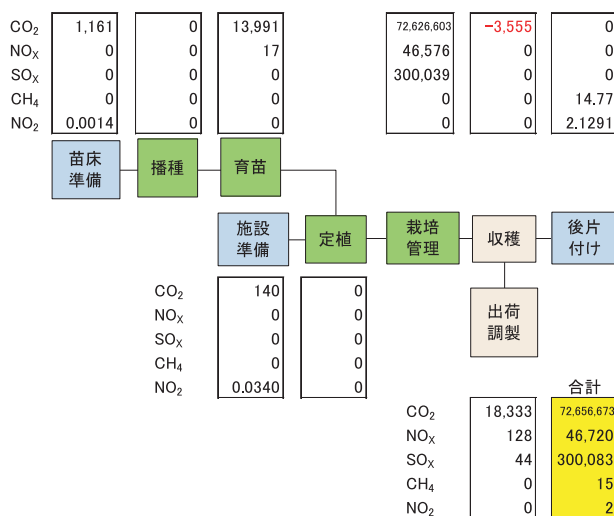 CO₂ 1,161 0 13,991 72,626,603 −3,555 0
NOX 0 0 17 46,576 0 0
SOX 0 0 0 300,039 0 0
CH₄ 0 0 0 0 0 14.77
NO₂ 0.0014 0 0 0 0 2.1291
苗床
準備
播種
育苗
施設
準備
定植
栽培
管理
収穫
後片
付け
出荷
調製
CO₂ 140 0
NOX 0 0
SOX 0 0
CH₄ 0 0
NO₂ 0.0340 0
合計
CO₂ 18,333 72,656,673
NOX 128 46,720
SOX 44 300,083
CH₄ 0 15
NO₂ 0 2